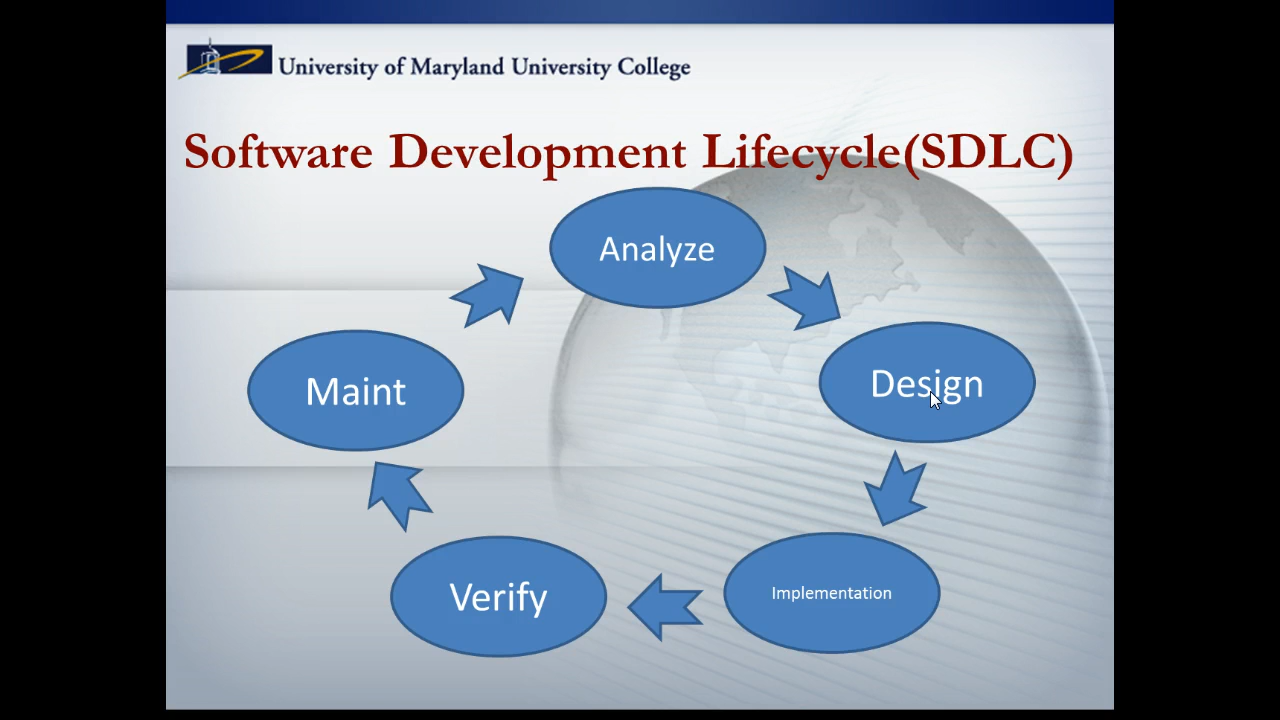 University of Maryland University College
Software Development Lifecycle(SDLC)
Analyze
Design
Implementation
Verify
Maint